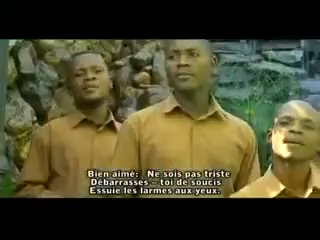 Bien aimé:   Ne sois pas triste
Débarrasses – toi de soucis
Essuie les larmes aux yeux.